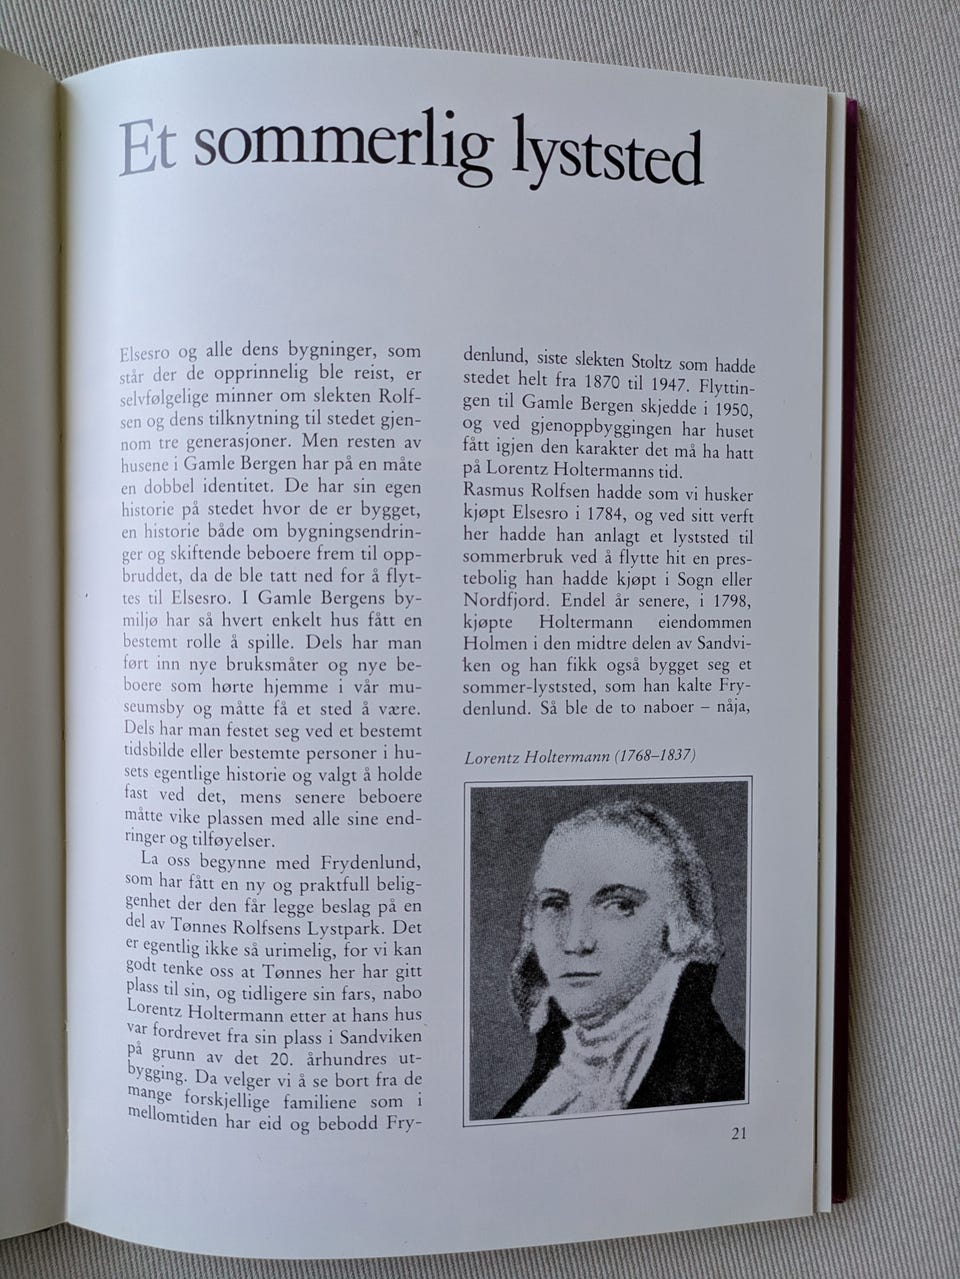 Et sommerlig lyststed
Elsesro og alle dens bygninger, som
står der de opprinnelig ble reist, er
selvfølgelige minner om slekten Rolf-
sen og dens tilknytning til stedet gjen-
nom tre generasjoner. Men resten av
husene i Gamle Bergen har på en måte
en dobbel identitet. De har sin egen
historie på stedet hvor de er bygget,
en historie både om bygningsendrin-
ger og skiftende beboere frem til opp-
bruddet, da de ble tatt ned for å flyt-
tes til Elsesro. I Gamle Bergens by-
miljø har så hvert enkelt hus fått en
bestemt rolle å spille. Dels har man
ført inn nye bruksmåter og nye be-
boere som hørte hjemme i vår mu-
seumsby og måtte få et sted å være.
Dels har man festet seg ved et bestemt
tidsbilde eller bestemte personer i hu-
sets egentlige historie og valgt å holde
fast ved det, mens senere beboere
måtte vike plassen med alle sine end-
ringer og tilføyelser.
La oss begynne med Frydenlund,
som har fått en ny og praktfull belig-
genhet der den får legge beslag på en
del av Tønnes Rolfsens Lystpark. Det
er egentlig ikke så urimelig, for vi kan
godt tenke oss at Tønnes her har gitt
plass til sin, og tidligere sin fars, nabo
Lorentz Holtermann etter at hans hus
var fordrevet fra sin plass i Sandviken
på grunn av det 20. århundres ut-
bygging. Da velger vi å se bort fra de
mange forskjellige familiene som i
mellomtiden har eid og bebodd Fry-
denlund, siste slekten Stoltz som hadde
stedet helt fra 1870 til 1947. Flyttin-
gen til Gamle Bergen skjedde i 1950,
og ved gjenoppbyggingen har huset
fått igjen den karakter det må ha hatt
på Lorentz Holtermanns tid.
Rasmus Rolfsen hadde som vi husker
kjøpt Elsesro i 1784, og ved sitt verft
her hadde han anlagt et lyststed til
sommerbruk ved å flytte hit en pres-
tebolig han hadde kjøpt i Sogn eller
Nordfjord. Endel år senere, i 1798,
kjøpte Holtermann eiendommen
Holmen i den midtre delen av Sandvi-
ken og han fikk også bygget seg et
sommer-lyststed, som han kalte Fry-
denlund. Så ble de to naboer – nåja,
Lorentz Holtermann (1768–1837)
21